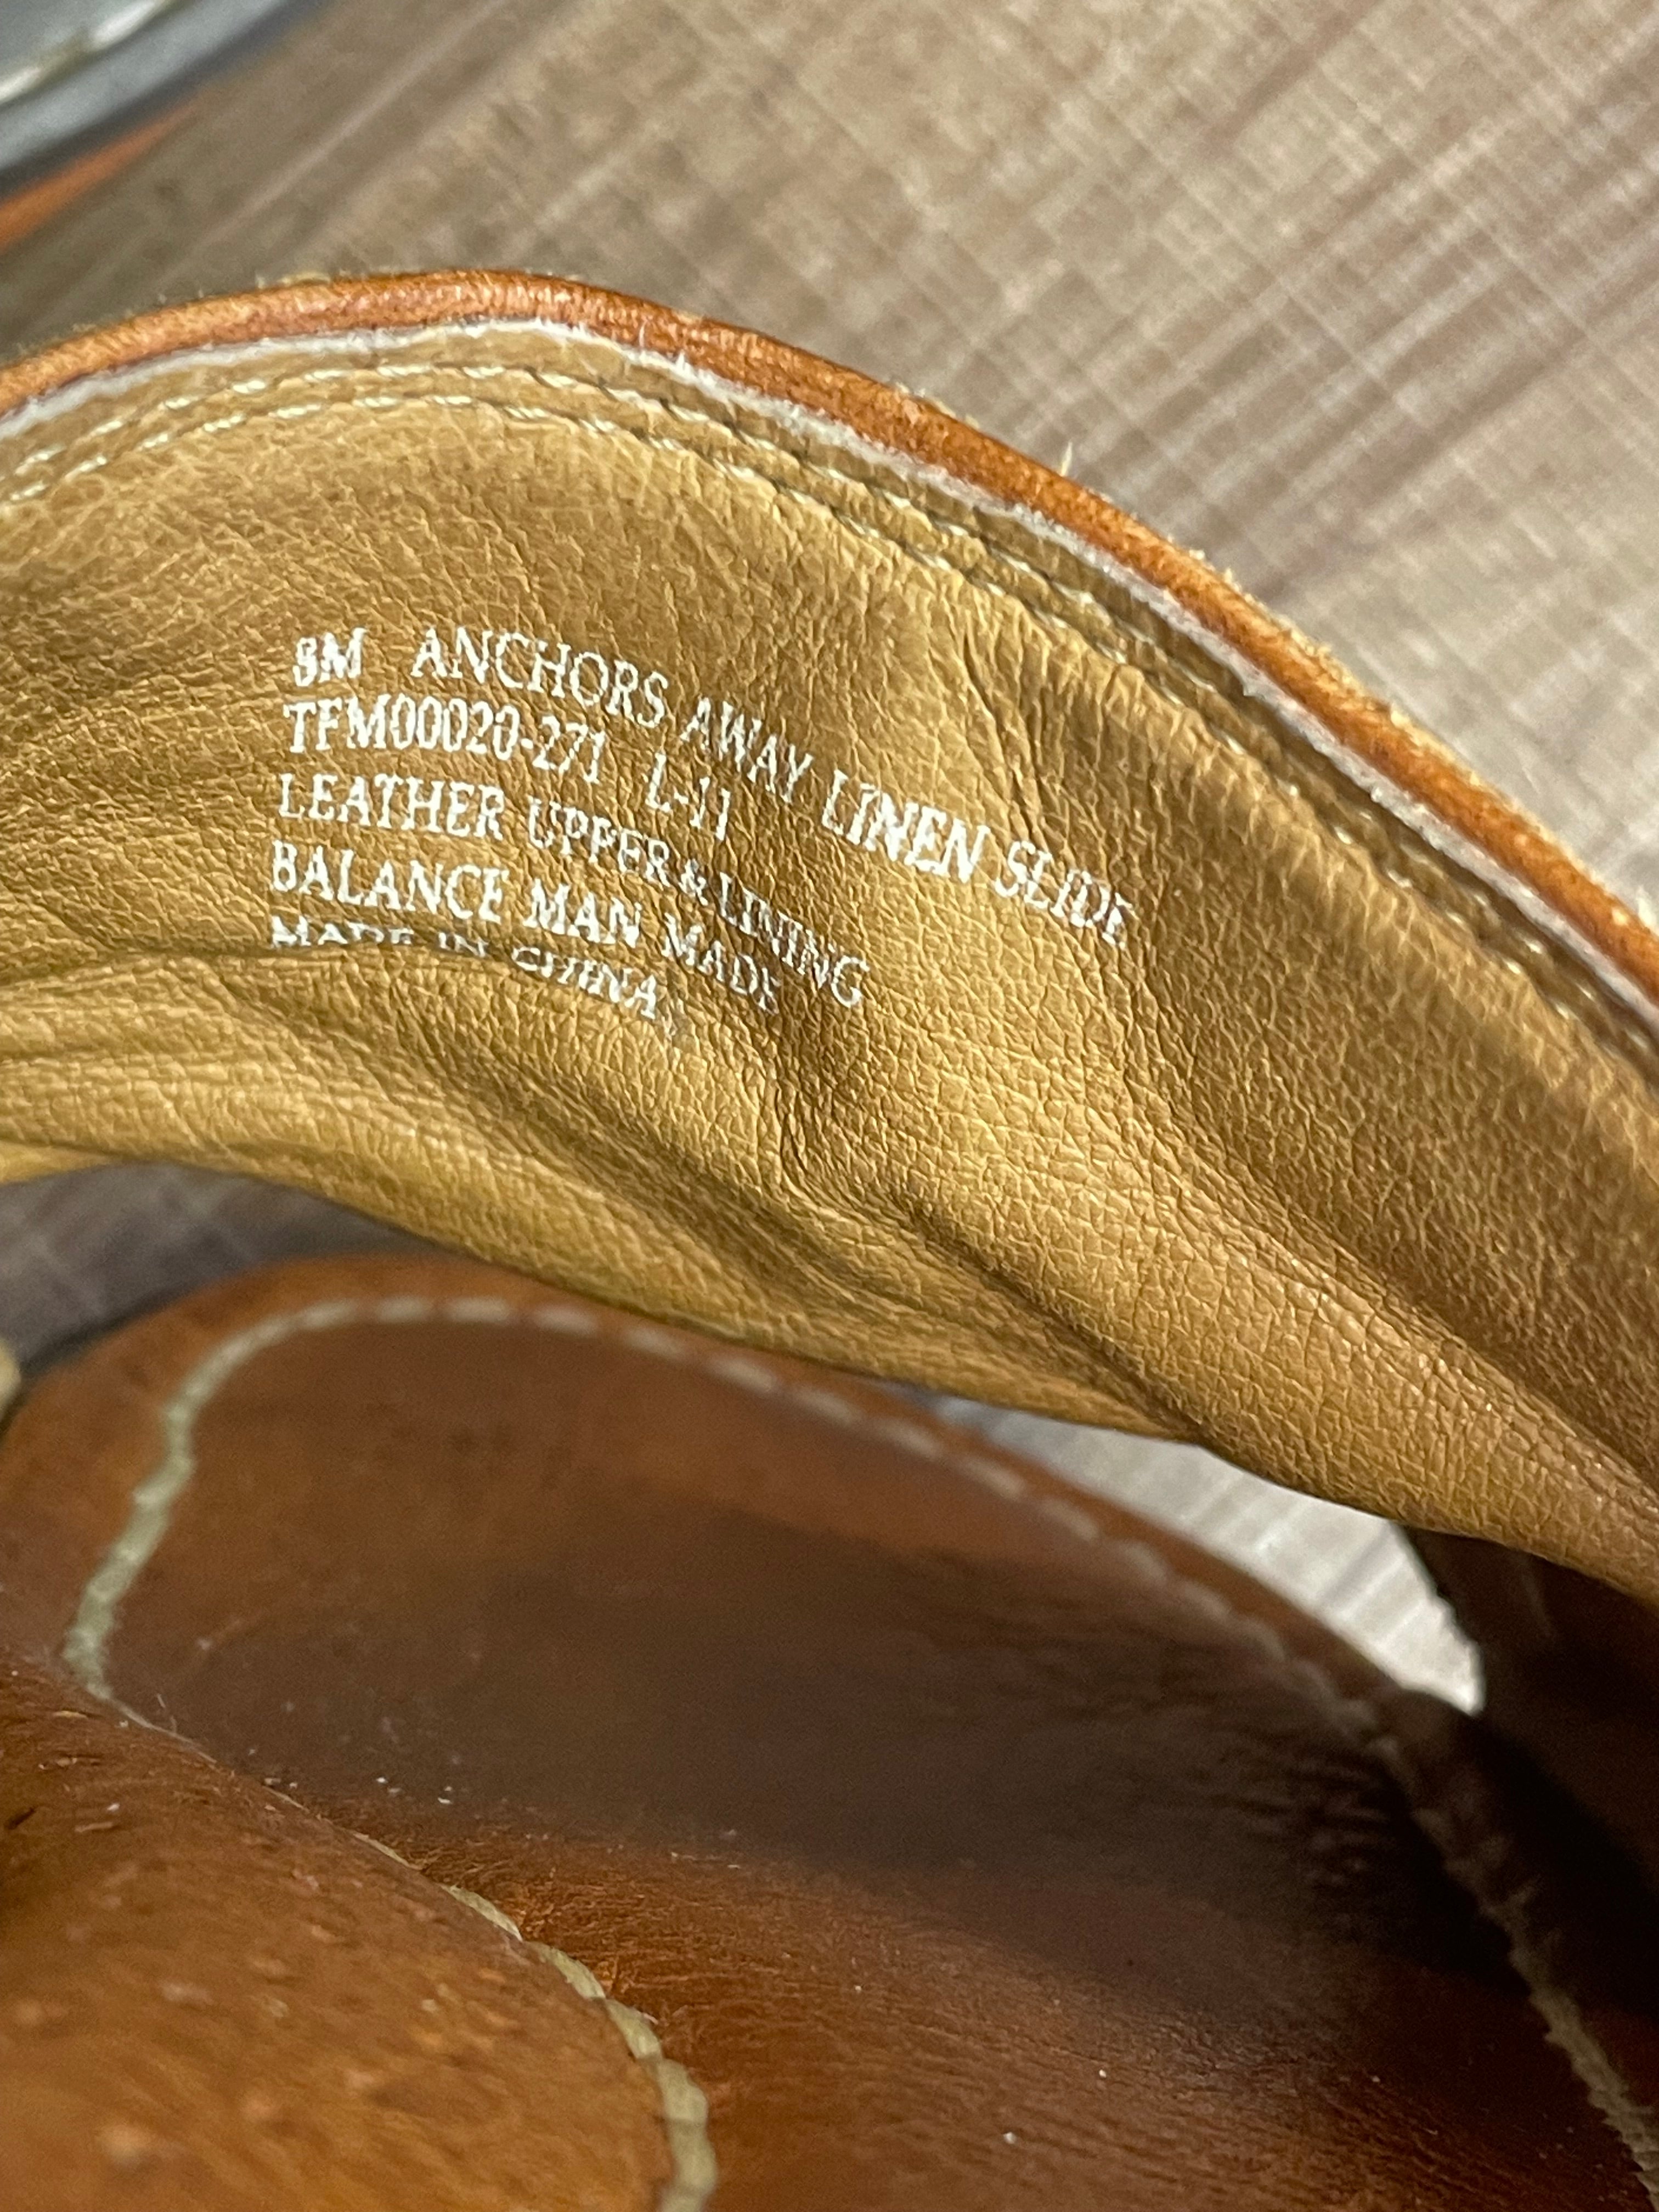 8M ANCHORS AWAY LINEN SLIDE
TFM00020-271 L-11
LEATHER UPPER & LINING
BALANCE MAN MADE
MADE IN CHINA